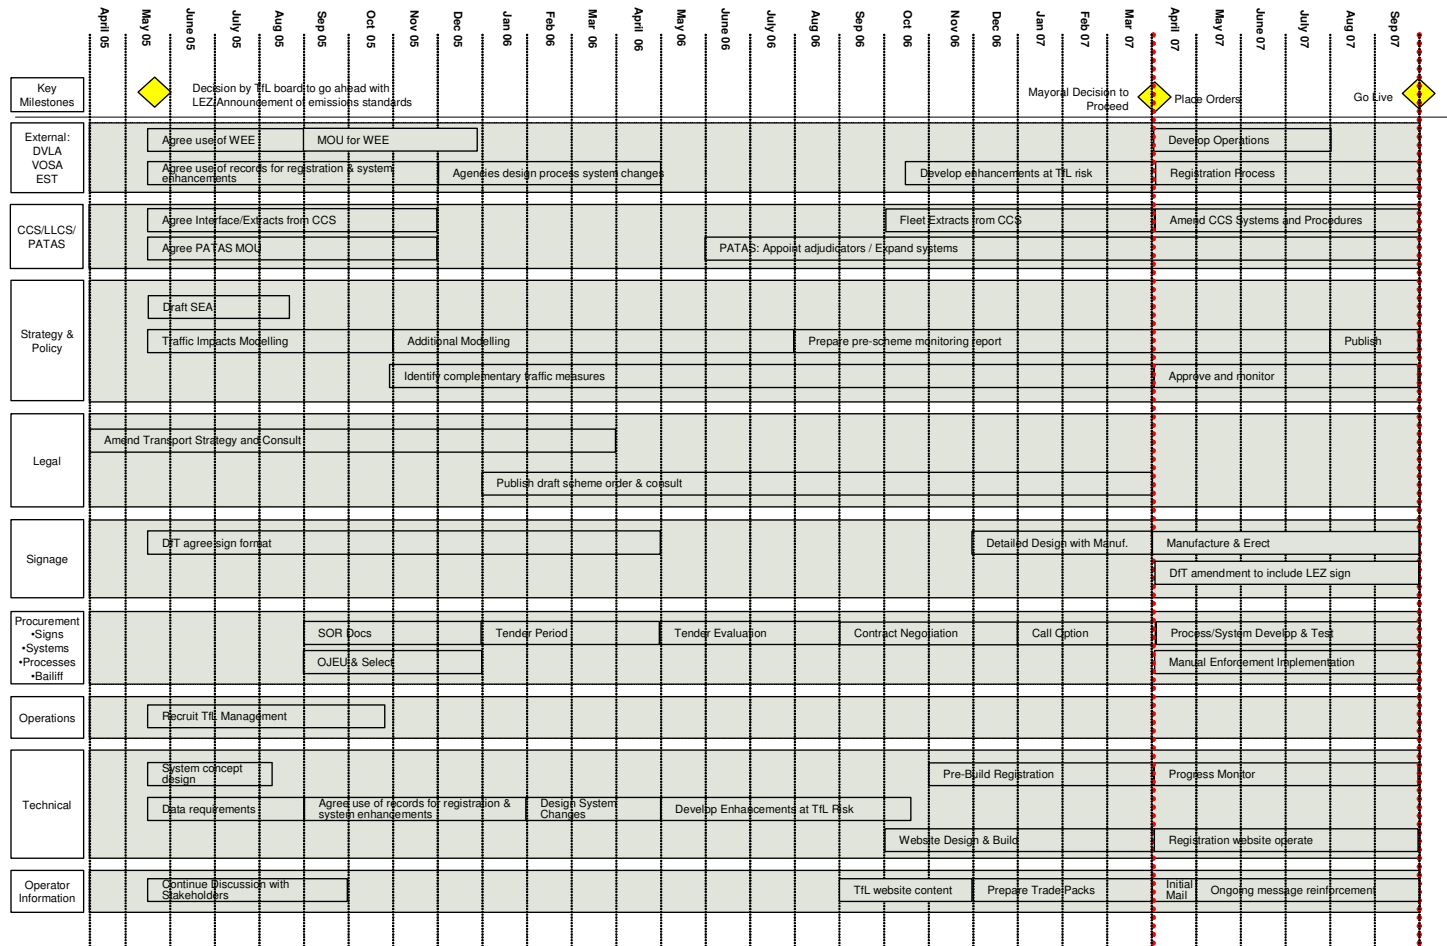 April 05
May 05
June 05
July 05
Aug 05
Sep 05
Oct 05
Nov 05
Dec 05
Jan 06
Feb 06
Mar 06
April 06
May 06
June 06
July 06
Aug 06
Sep 06
Oct 06
Nov 06
Dec 06
Jan 07
Feb 07
Mar 07
April 07
May 07
June 07
July 07
Aug 07
Sep 07
Key
Milestones
Decision by TfL board to go ahead with
LEZ/Announcement of emissions standards
Mayoral Decision to
Proceed
Place Orders
Go Live
External:
DVLA
VOSA
EST
Agree use of WEE
MOU for WEE
Develop Operations
Agree use of records for registration & system
enhancements
Agencies design process system changes
Develop enhancements at TfL risk
Registration Process
CCS/LLCS/
PATAS
Agree Interface/Extracts from CCS
Fleet Extracts from CCS
Amend CCS Systems and Procedures
Agree PATAS MOU
PATAS: Appoint adjudicators / Expand systems
Strategy &
Policy
Draft SEA
Traffic Impacts Modelling
Additional Modelling
Prepare pre-scheme monitoring report
Publish
Identify complementary traffic measures
Approve and monitor
Legal
Amend Transport Strategy and Consult
Publish draft scheme order & consult
Signage
DfT agree sign format
Detailed Design with Manuf.
Manufacture & Erect
DfT amendment to include LEZ sign
Procurement
•Signs
•Systems
•Processes
•Bailiff
SOR Docs
Tender Period
Tender Evaluation
Contract Negotiation
Call Option
Process/System Develop & Test
OJEU & Select
Manual Enforcement Implementation
Operations
Recruit TfL Management
Technical
System concept
design
Pre-Build Registration
Progress Monitor
Data requirements
Agree use of records for registration &
system enhancements
Design System
Changes
Develop Enhancements at TfL Risk
Website Design & Build
Registration website operate
Operator
Information
Continue Discussion with
Stakeholders
TfL website content
Prepare Trade Packs
Initial
Mail
Ongoing message reinforcement